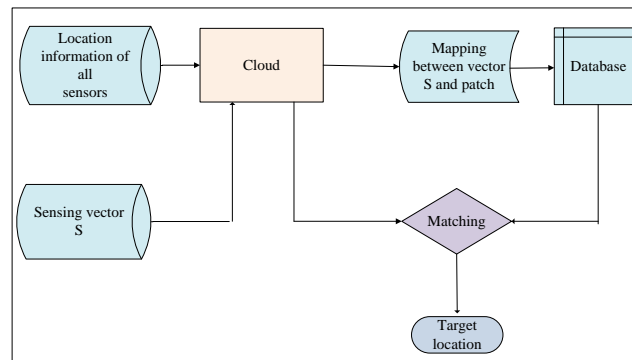 Location
information of
all
sensors
Cloud
Mapping
between vector
S and patch
Database
Sensing vector
S
Matching
Target
location